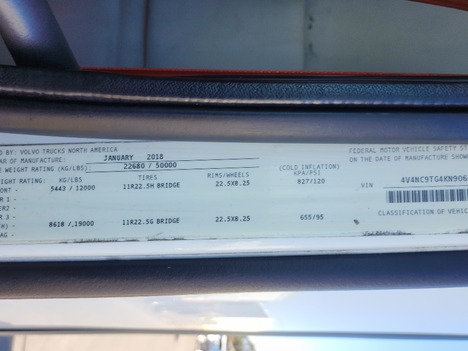 D BY: VOLVO TRUCKS NORTH AMERICA
AR OF MANUFACTURE: JANUARY 2018
E WEIGHT RATING (KG/LBS) 22680 / 50000
EIGHT RATING: KG/LBS TIRES RIMS/WHEELS (COLD INFLATION) KPA/PSI
ONT - 5443 / 12000 11R22.5H BRIDGE 22.5X8.25 827/120
R 1 -
ER2 -
R 3 - 8618 / 19000 11R22.5G BRIDGE 22.5X8.25 655/95
AG -
FEDERAL MOTOR VEHICLE SAFETY ST
ON THE DATE OF MANUFACTURE SHOW
VIN 4V4NC9TG4KN906
CLASSIFICATION OF VEHIC